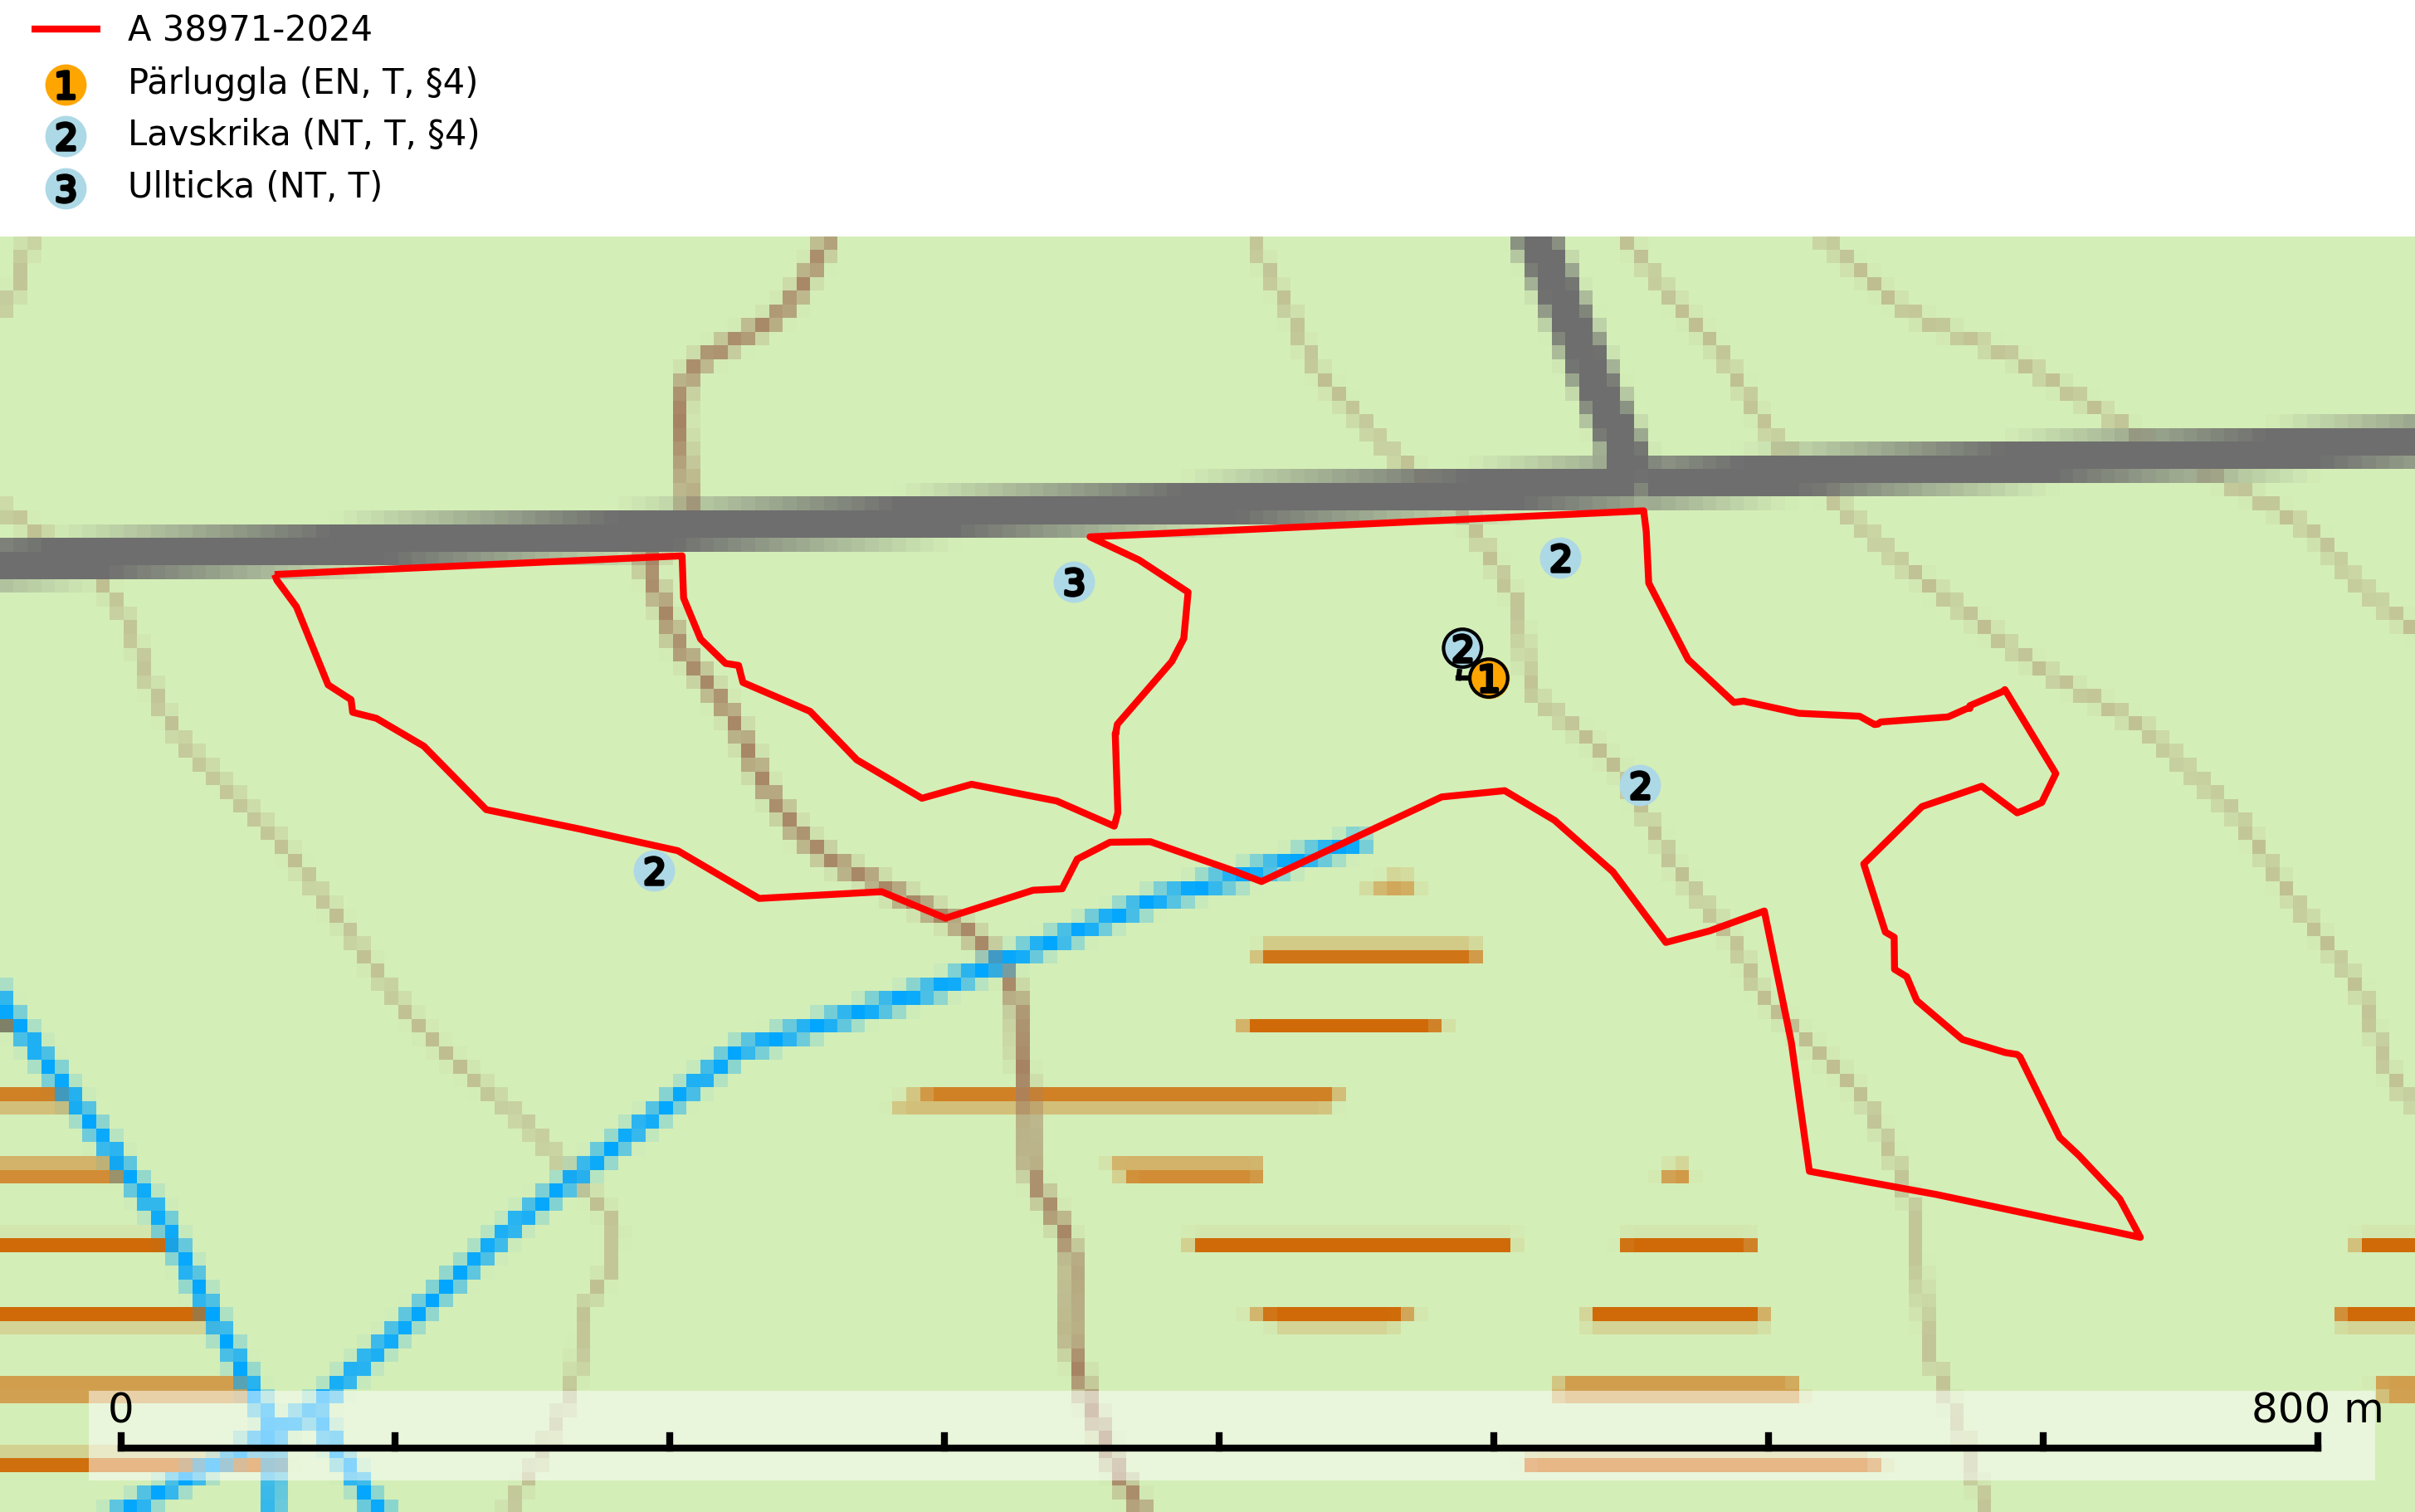 A 38971-2024
1 Pärluggla (EN, T, §4)
2 Lavskrika (NT, T, §4)
3 Ullticka (NT, T)
2
3
2
1
2
2
0
800 m